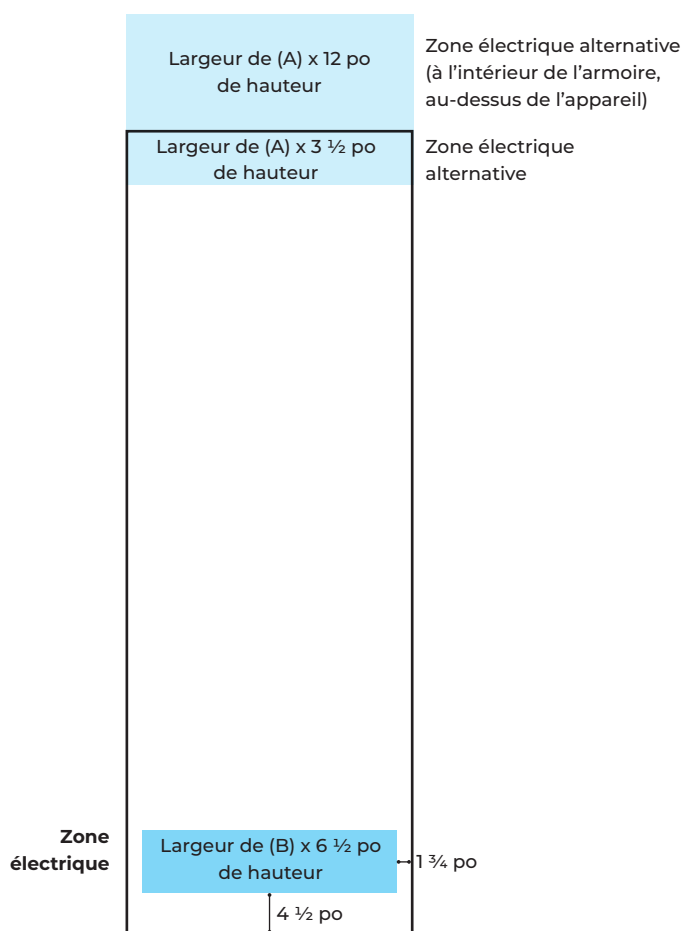 Largeur de (A) x 12 po
de hauteur
Zone électrique alternative
(à l’intérieur de l’armoire,
au-dessus de l’appareil)
Largeur de (A) x 3 ½ po
de hauteur
Zone électrique
alternative
Zone
électrique
Largeur de (B) x 6 ½ po
de hauteur
1 ¾ po
4 ½ po